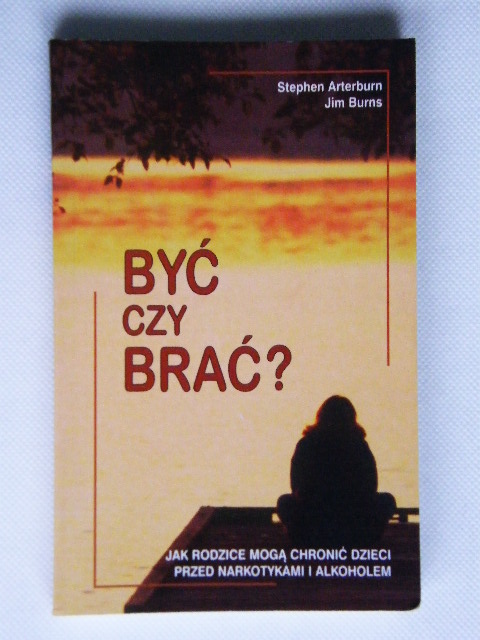 Stephen Arterburn
Jim Burns
BYĆ
CZY
BRAĆ?
JAK RODZICE MOGĄ CHRONIĆ DZIECI
PRZED NARKOTYKAMI I ALKOHOLEM